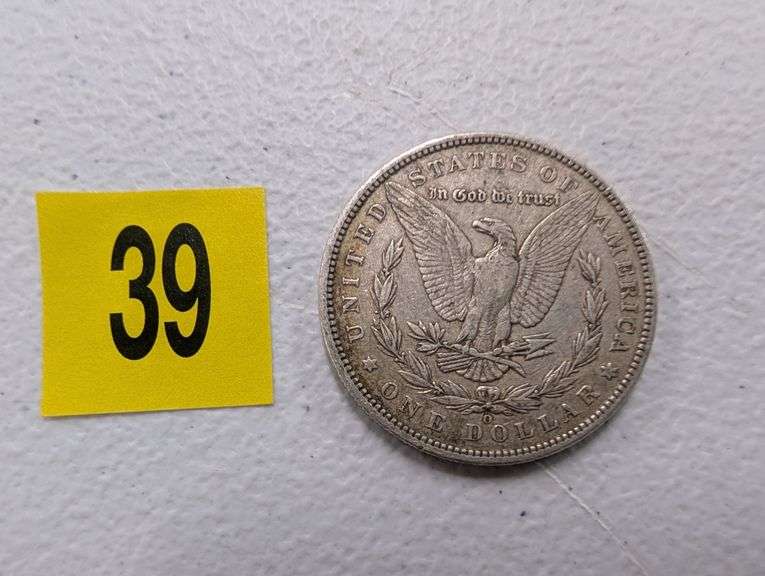 39
UNITED STATES OF AMERICA
In God we trust
O
ONE DOLLAR